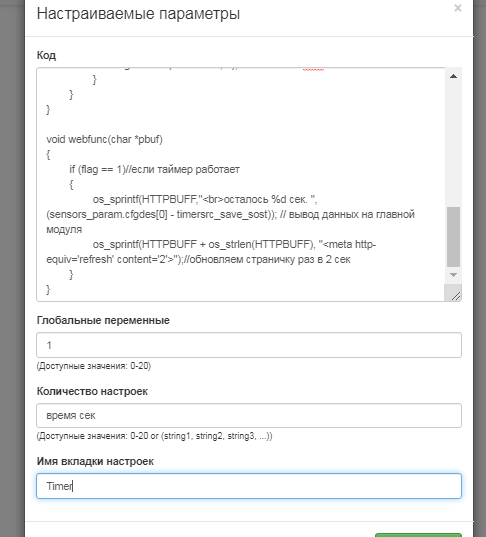 Настраиваемые параметры
×
Код
}
}
}
void webfunc(char *pbuf)
{
if (flag == 1)//если таймер работает
{
os_sprintf(HTTPBUFF,"<br>осталось %d сек. ",
(sensors_param.cfgdes[0] - timersrc_save_sost)); // вывод данных на главной
модуля
os_sprintf(HTTPBUFF + os_strlen(HTTPBUFF), "<meta http-
equiv='refresh' content='2'>");//обновляем страничку раз в 2 сек
}
}
Глобальные переменные
1
(Доступные значения: 0-20)
Количество настроек
время сек
(Доступные значения: 0-20 or (string1, string2, string3, ...))
Имя вкладки настроек
Timer